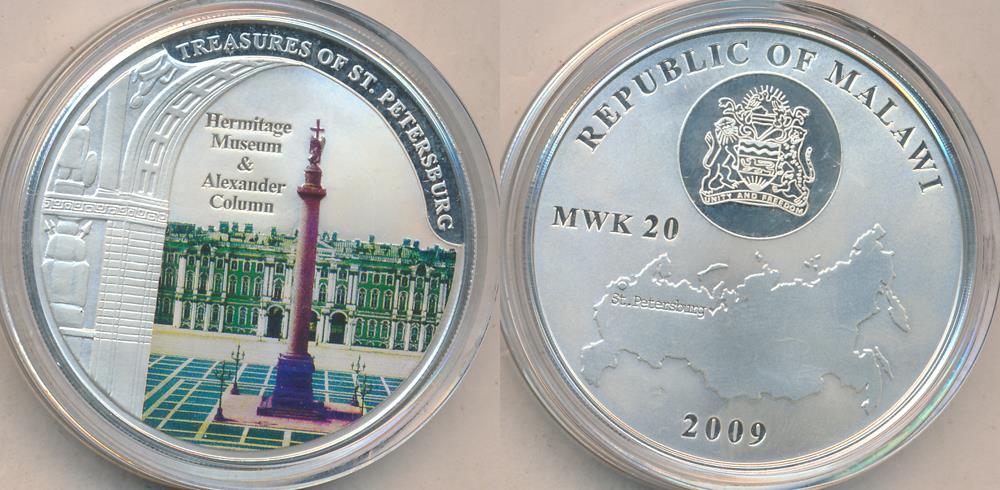 TREASURES OF ST. PETERSBURG
Hermitage
Museum
&
Alexander
Column
REPUBLIC OF MALAWI
UNITY AND FREEDOM
MWK 20
St.Petersburg
2009